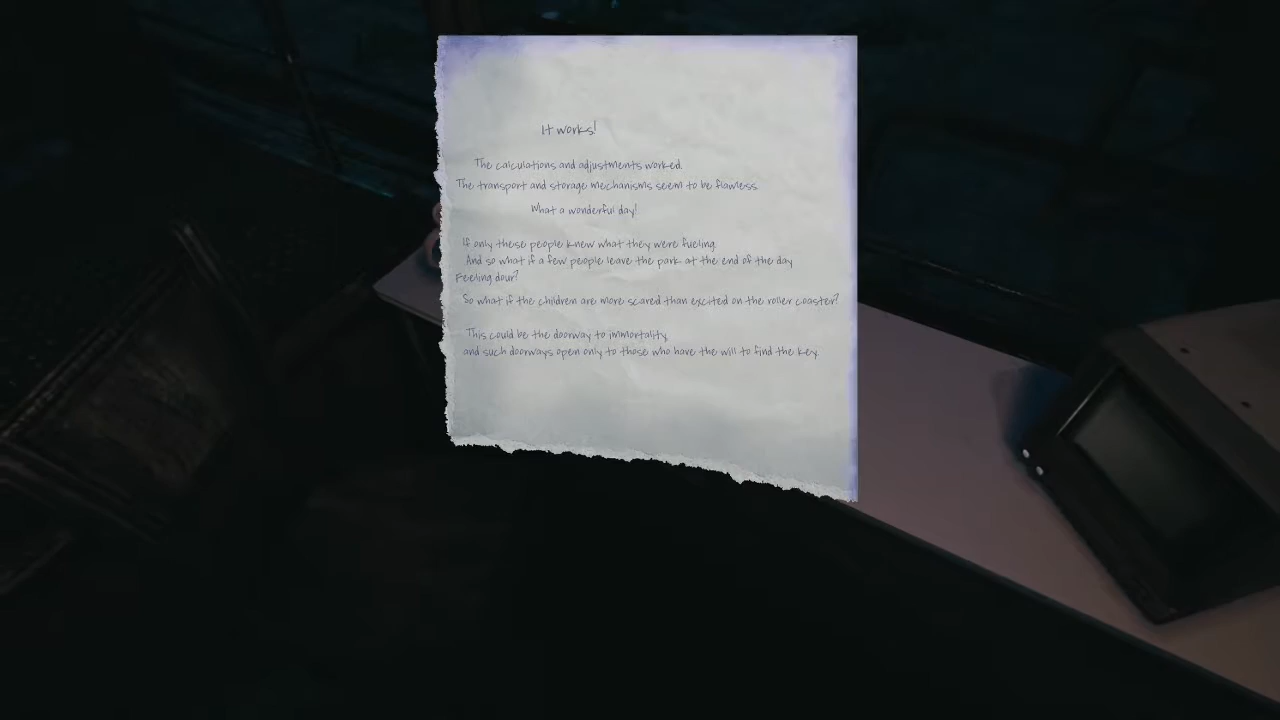 It works!
The calculations and adjustments worked.
The transport and storage mechanisms seem to be flawless.
What a wonderful day!
If only these people knew what they were fueling.
And so what if a few people leave the park at the end of the day
Feeling dour?
So what if the children are more scared than excited on the roller coaster?
This could be the doorway to immortality,
and such doorways open only to those who have the will to find the key.